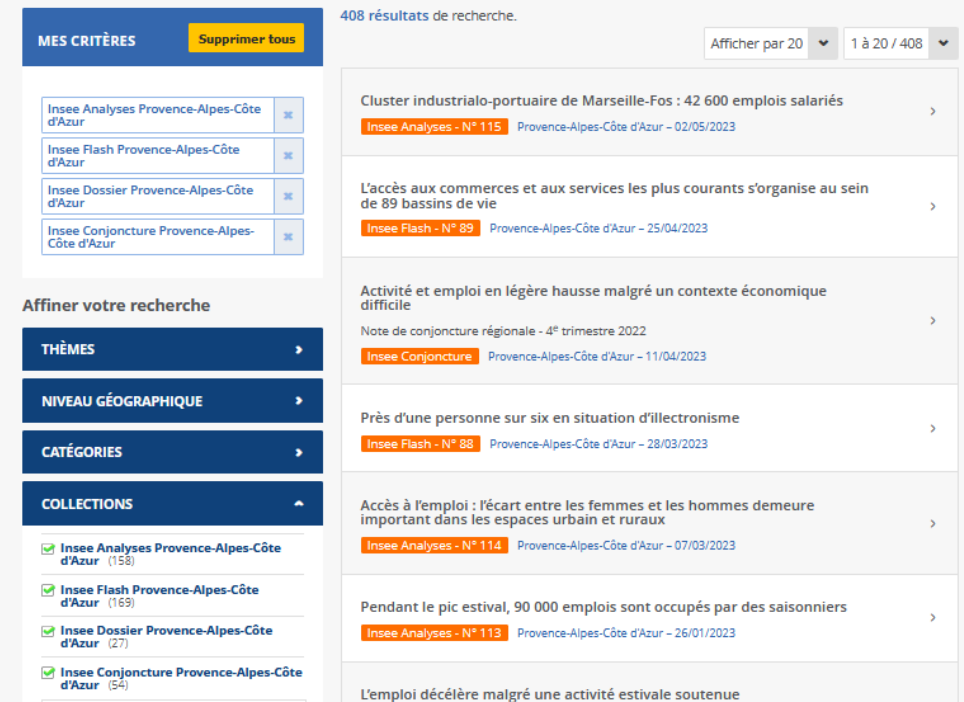 MES CRITÈRES
Supprimer tous
Insee Analyses Provence-Alpes-Côte
d'Azur
Insee Flash Provence-Alpes-Côte
d'Azur
Insee Dossier Provence-Alpes-Côte
d'Azur
Insee Conjoncture Provence-Alpes-
Côte d'Azur
Affiner votre recherche
THÈMES
NIVEAU GÉOGRAPHIQUE
CATÉGORIES
COLLECTIONS
Insee Analyses Provence-Alpes-Côte
d'Azur (158)
Insee Flash Provence-Alpes-Côte
d'Azur (169)
Insee Dossier Provence-Alpes-Côte
d'Azur (27)
Insee Conjoncture Provence-Alpes-Côte
d'Azur (54)
408 résultats de recherche.
Afficher par 20
1 à 20 / 408
Cluster industrialo-portuaire de Marseille-Fos : 42 600 emplois salariés
Insee Analyses - N° 115 Provence-Alpes-Côte d'Azur – 02/05/2023
L'accès aux commerces et aux services les plus courants s'organise au sein
de 89 bassins de vie
Insee Flash - N° 89 Provence-Alpes-Côte d'Azur – 25/04/2023
Activité et emploi en légère hausse malgré un contexte économique
difficile
Note de conjoncture régionale - 4e trimestre 2022
Insee Conjoncture Provence-Alpes-Côte d'Azur – 11/04/2023
Près d'une personne sur six en situation d'illectronisme
Insee Flash - N° 88 Provence-Alpes-Côte d'Azur – 28/03/2023
Accès à l'emploi : l'écart entre les femmes et les hommes demeure
important dans les espaces urbain et ruraux
Insee Analyses - N° 114 Provence-Alpes-Côte d'Azur – 07/03/2023
Pendant le pic estival, 90 000 emplois sont occupés par des saisonniers
Insee Analyses - N° 113 Provence-Alpes-Côte d'Azur – 26/01/2023
L'emploi décélère malgré une activité estivale soutenue